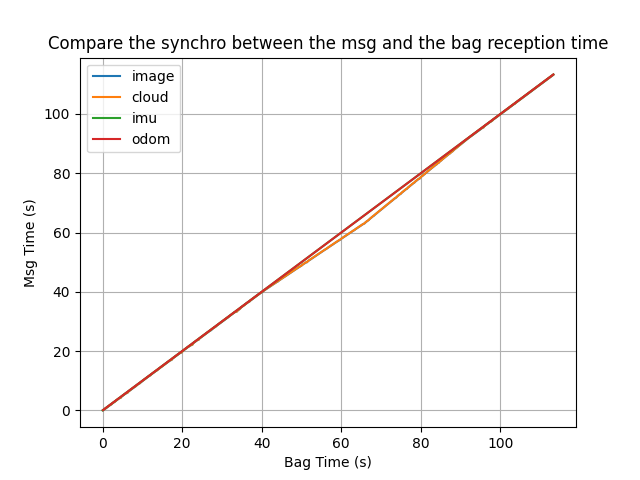 Compare the synchro between the msg and the bag reception time
image
cloud
imu
odom
100
80
60
40
20
0
Msg Time (s)
0 20 40 60 80 100
Bag Time (s)